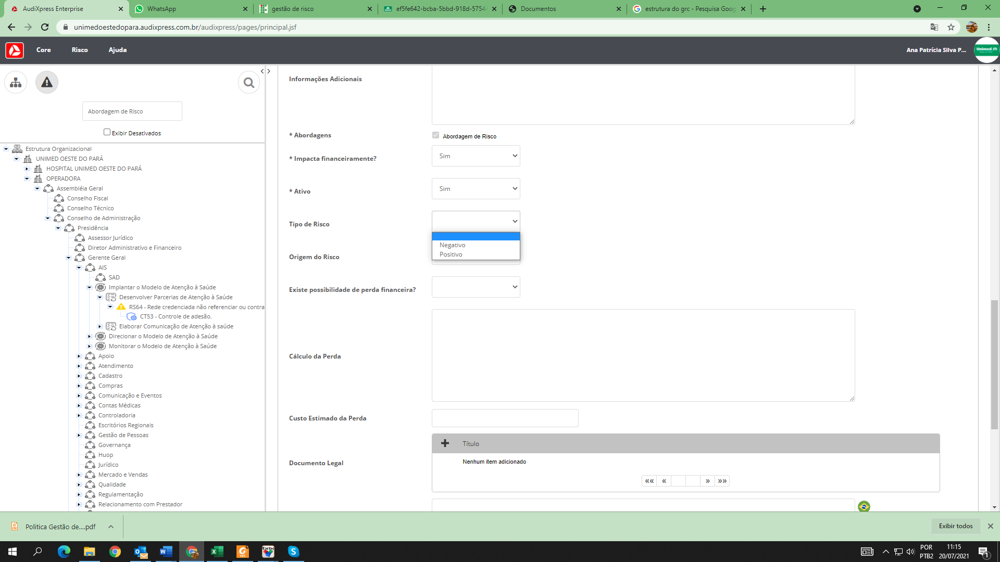 AudiXpress Enterprise
WhatsApp
gestão de risco
ef5fe642-bcba-5bbd-918d-5754
Documentos
estrutura do grc - Pesquisa Goog
unimedoestedopara.audixpress.com.br/audixpress/pages/principal.jsf
Core
Risco
Ajuda
Ana Patrícia Silva P...
Unimed
Abordagem de Risco
Exibir Desativados
Estrutura Organizacional
UNIMED OESTE DO PARÁ
HOSPITAL UNIMED OESTE DO PARÁ
OPERADORA
Assembléia Geral
Conselho Fiscal
Conselho Técnico
Conselho de Administração
Presidência
Assessor Jurídico
Diretor Administrativo e Financeiro
Gerente Geral
AIS
SAD
Implantar o Modelo de Atenção à Saúde
Desenvolver Parcerias de Atenção à Saúde
RS64 - Rede credenciada não referenciar ou contra
CT53 - Controle de adesão.
Elaborar Comunicação de Atenção à saúde
Direcionar o Modelo de Atenção à Saúde
Monitorar o Modelo de Atenção à Saúde
Apoio
Atendimento
Cadastro
Compras
Comunicação e Eventos
Contas Médicas
Controladoria
Escritórios Regionais
Gestão de Pessoas
Governança
Huop
Jurídico
Mercado e Vendas
Qualidade
Regulamentação
Relacionamento com Prestador
Informações Adicionais
* Abordagens
Abordagem de Risco
* Impacta financeiramente?
Sim
* Ativo
Sim
Tipo de Risco
Negativo
Positivo
Origem do Risco
Existe possibilidade de perda financeira?
Cálculo da Perda
Custo Estimado da Perda
Título
Documento Legal
Nenhum item adicionado
«« « » »»
Politica Gestão de....pdf
Exibir todos
POR
PTB2
11:15
20/07/2021
1